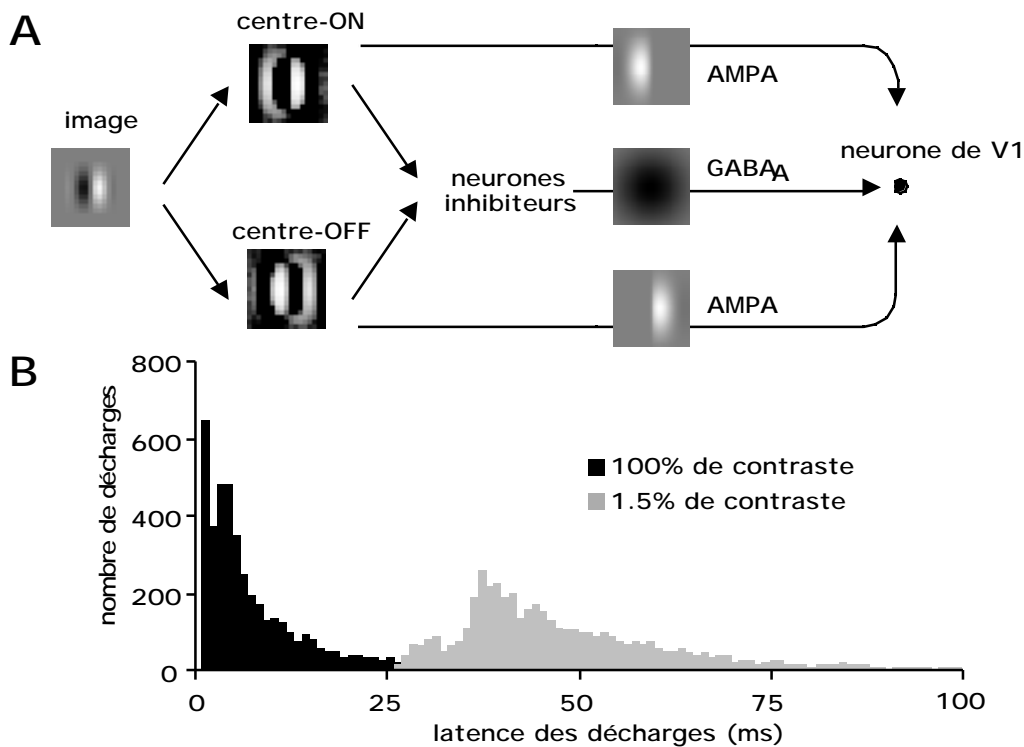 A
centre-ON
image
AMPA
neurones
inhibiteurs
GABAA
neurone de V1
centre-OFF
AMPA
B
nombre de décharges
800
600
400
200
0
100% de contraste
1.5% de contraste
0
25
50
75
100
latence des décharges (ms)